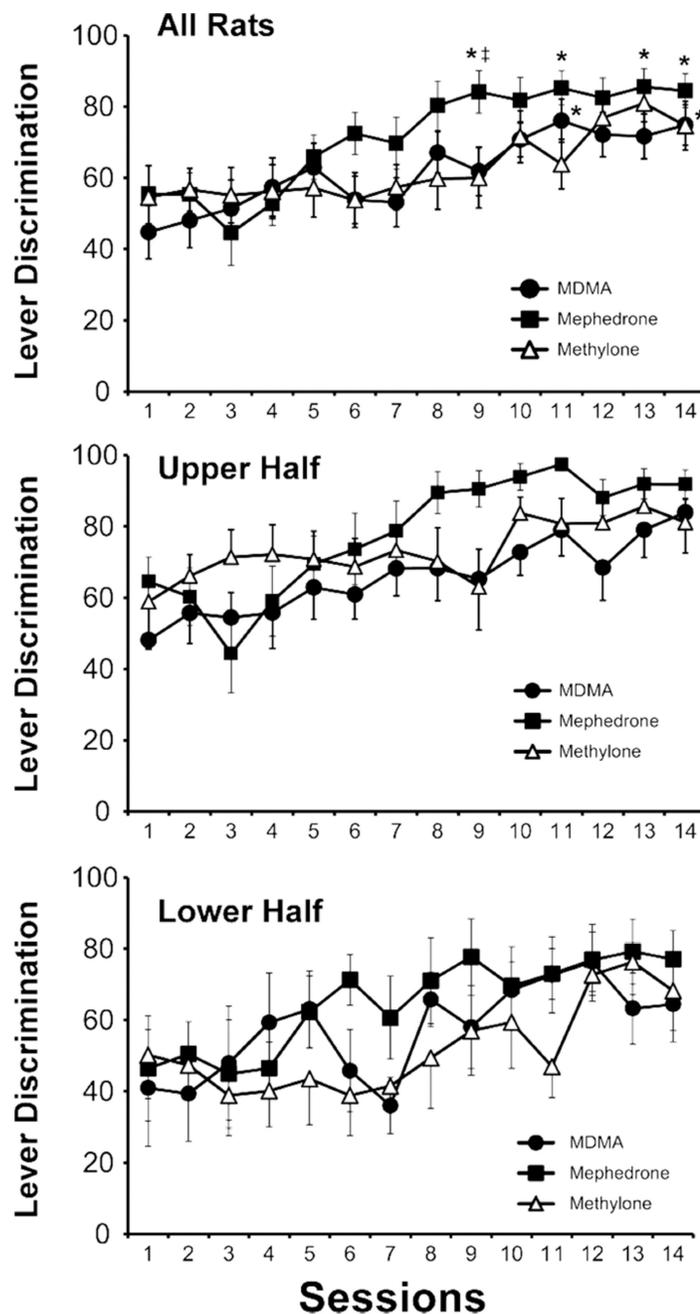 All Rats
Lever Discrimination
100
80
60
40
20
0
* ‡
*
*
*
*
*
MDMA
Mephedrone
Methylone
1 2 3 4 5 6 7 8 9 10 11 12 13 14
Upper Half
Lever Discrimination
100
80
60
40
20
0
MDMA
Mephedrone
Methylone
1 2 3 4 5 6 7 8 9 10 11 12 13 14
Lower Half
Lever Discrimination
100
80
60
40
20
0
MDMA
Mephedrone
Methylone
1 2 3 4 5 6 7 8 9 10 11 12 13 14
Sessions